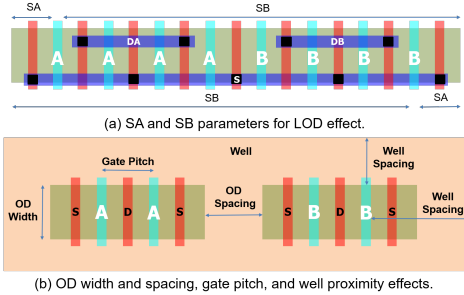 SA
SB
DA
DB
A A A A B B B B
S
SB
SA
(a) SA and SB parameters for LOD effect.
Well
Well
Spacing
Gate Pitch
OD
Width
OD
Spacing
Well
Spacing
S A D A S
S B D B S
(b) OD width and spacing, gate pitch, and well proximity effects.